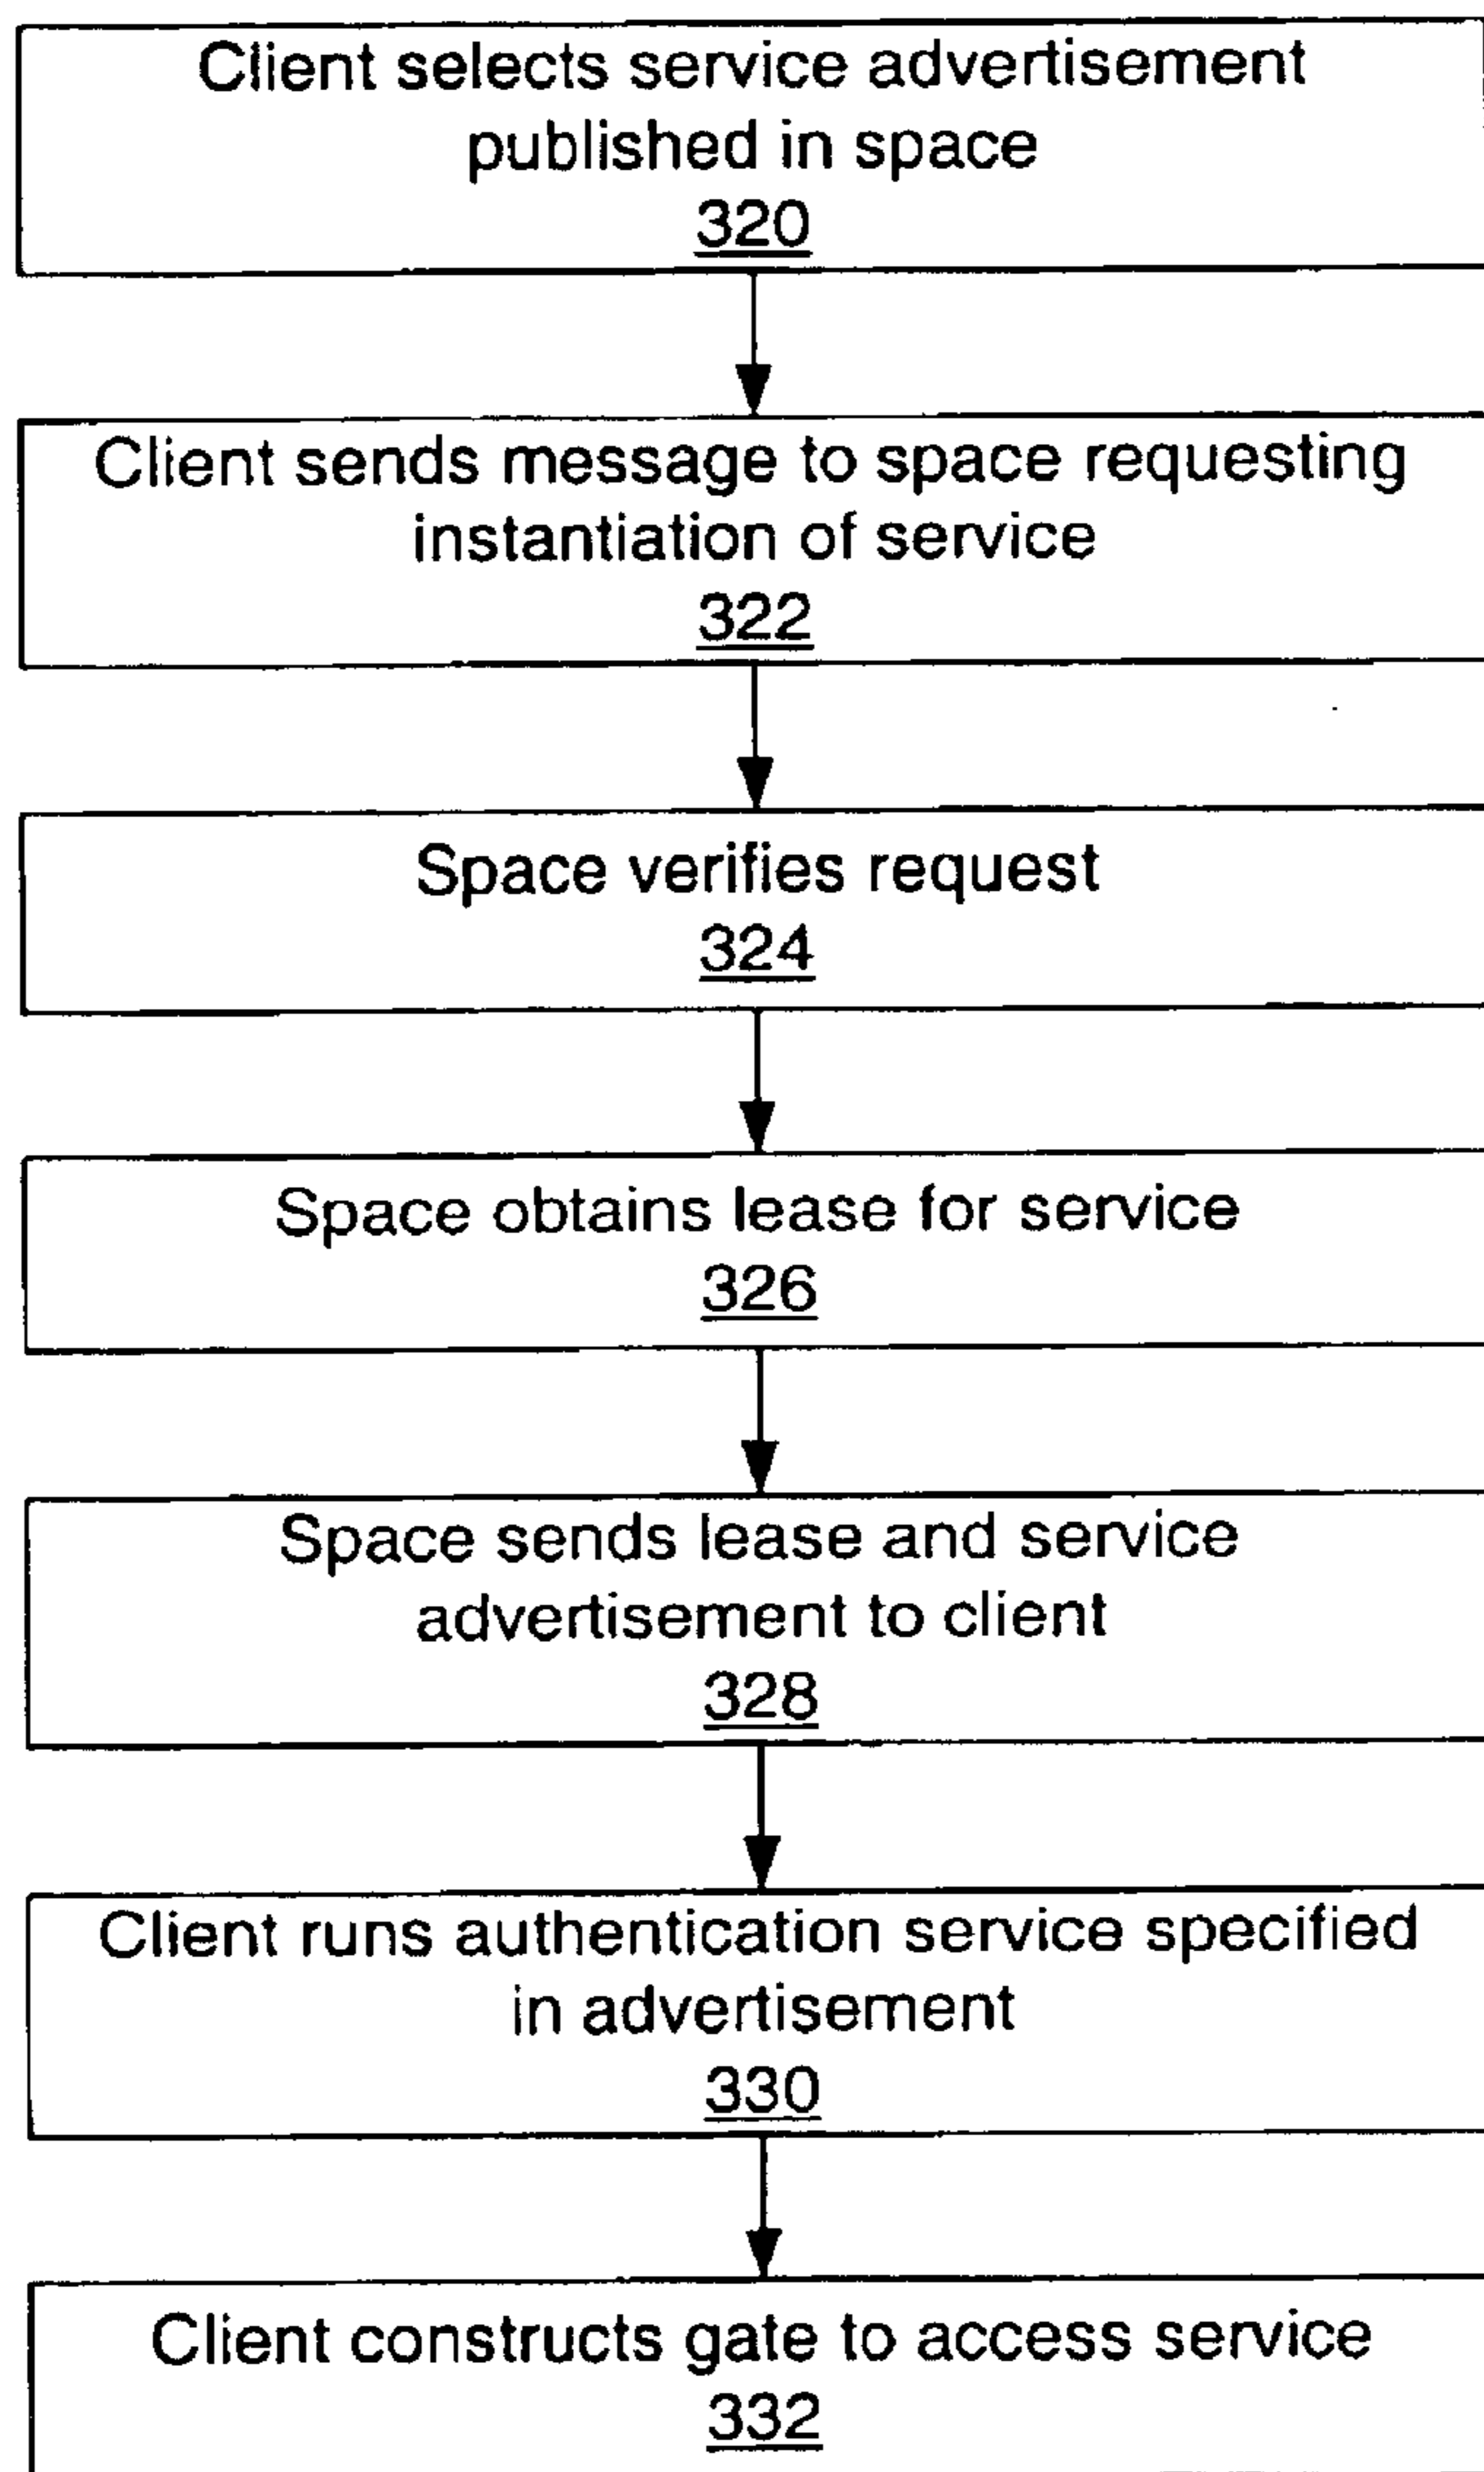 Client selects service advertisement
published in space
320
Client sends message to space requesting
instantiation of service
322
Space verifies request
324
Space obtains lease for service
326
Space sends lease and service
advertisement to client
328
Client runs authentication service specified
in advertisement
330
Client constructs gate to access service
332